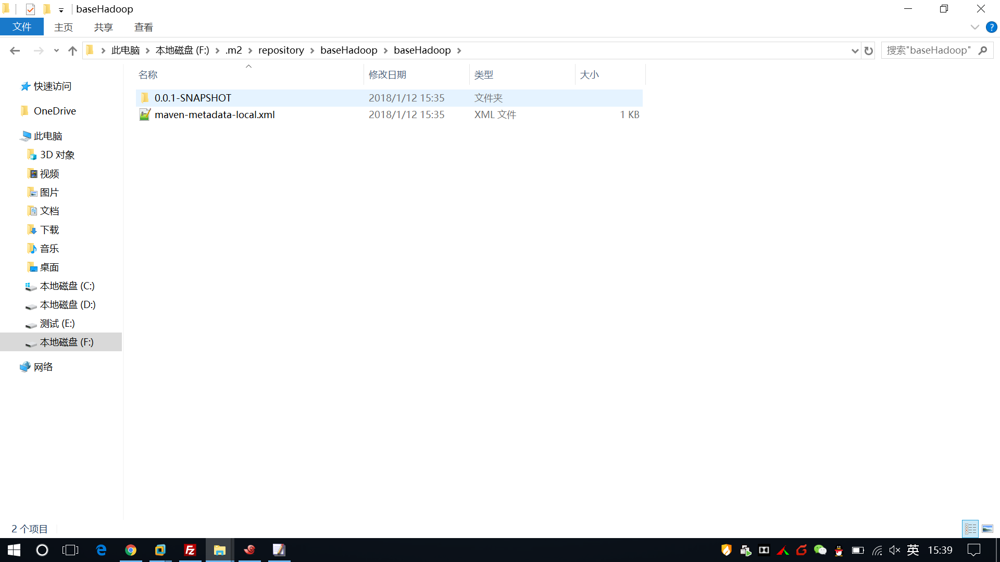 baseHadoop
文件 主页 共享 查看
此电脑 本地磁盘 (F:) .m2 repository baseHadoop baseHadoop 搜索"baseHadoop"
名称 修改日期 类型 大小
0.0.1-SNAPSHOT 2018/1/12 15:35 文件夹
maven-metadata-local.xml 2018/1/12 15:35 XML 文件 1 KB
快速访问
OneDrive
此电脑
3D 对象
视频
图片
文档
下载
音乐
桌面
本地磁盘 (C:)
本地磁盘 (D:)
测试 (E:)
本地磁盘 (F:)
网络
2 个项目
英 15:39